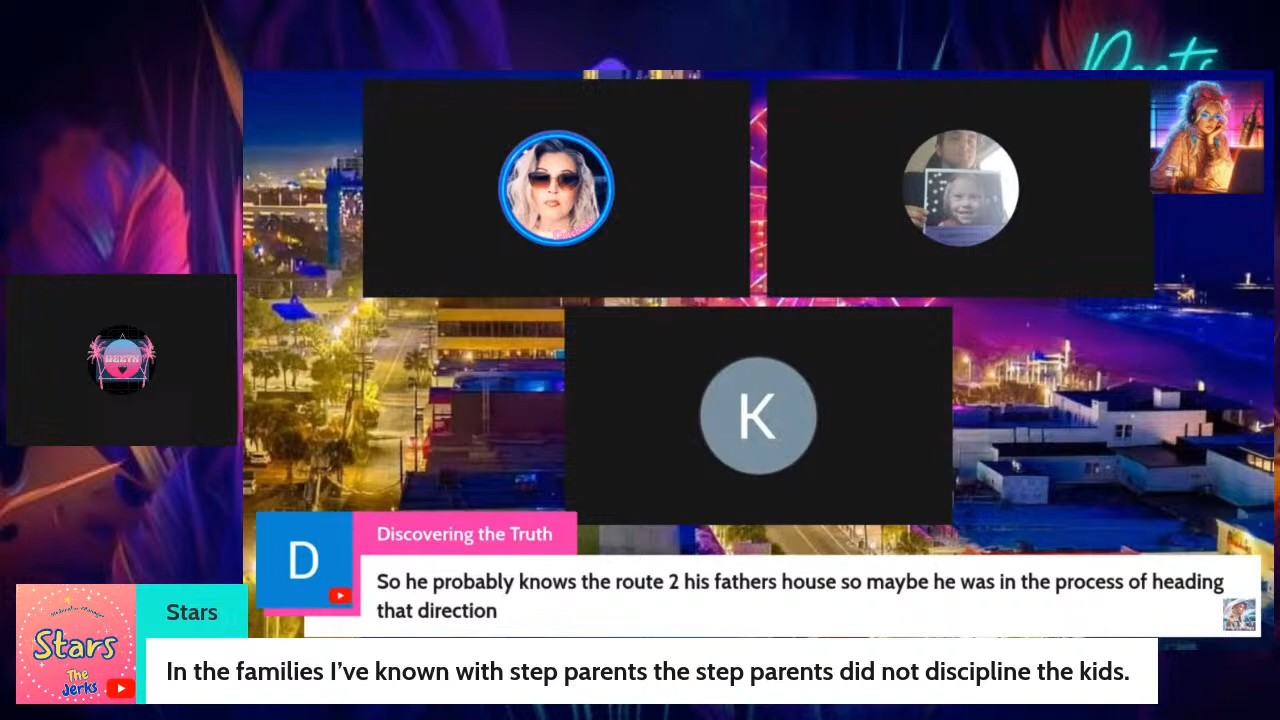 K
D
Discovering the Truth
So he probably knows the route 2 his fathers house so maybe he was in the process of heading
that direction
Stars
The
Jerks
Stars
In the families I’ve known with step parents the step parents did not discipline the kids.